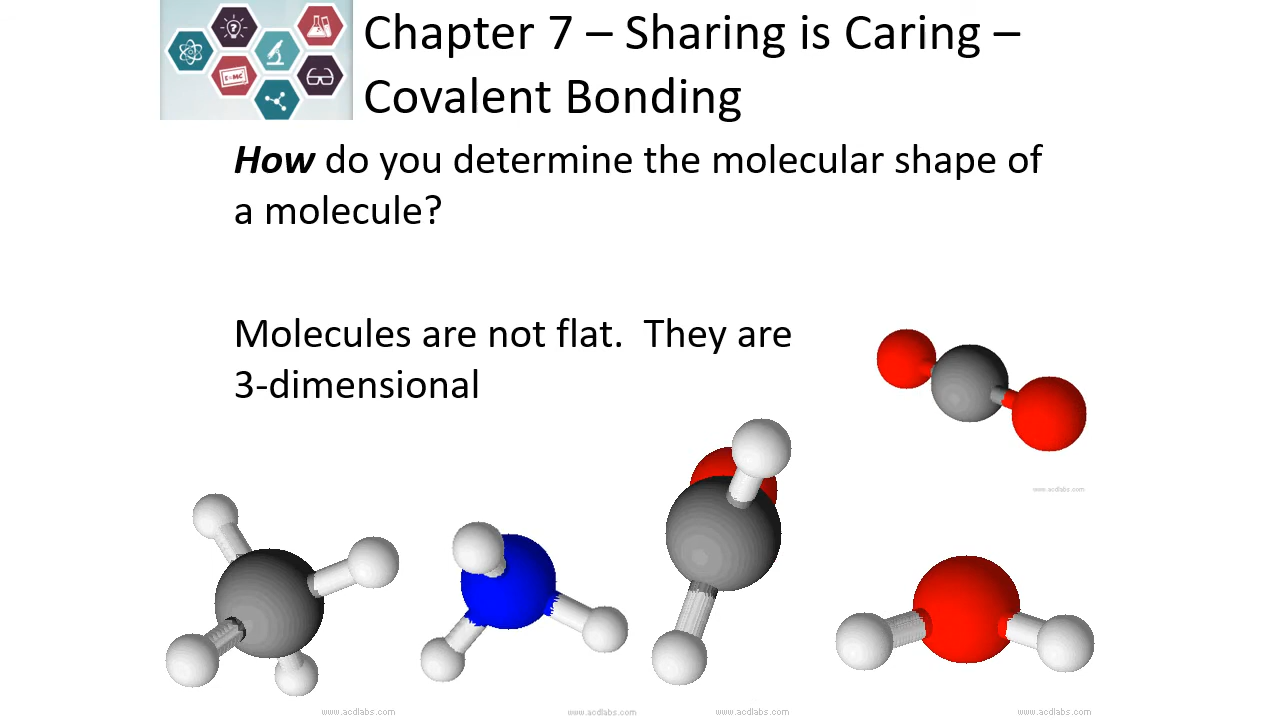 Chapter 7 – Sharing is Caring –
Covalent Bonding
How do you determine the molecular shape of
a molecule?
Molecules are not flat.  They are
3-dimensional
www.acdlabs.com
www.acdlabs.com
www.acdlabs.com
www.acdlabs.com
www.acdlabs.com